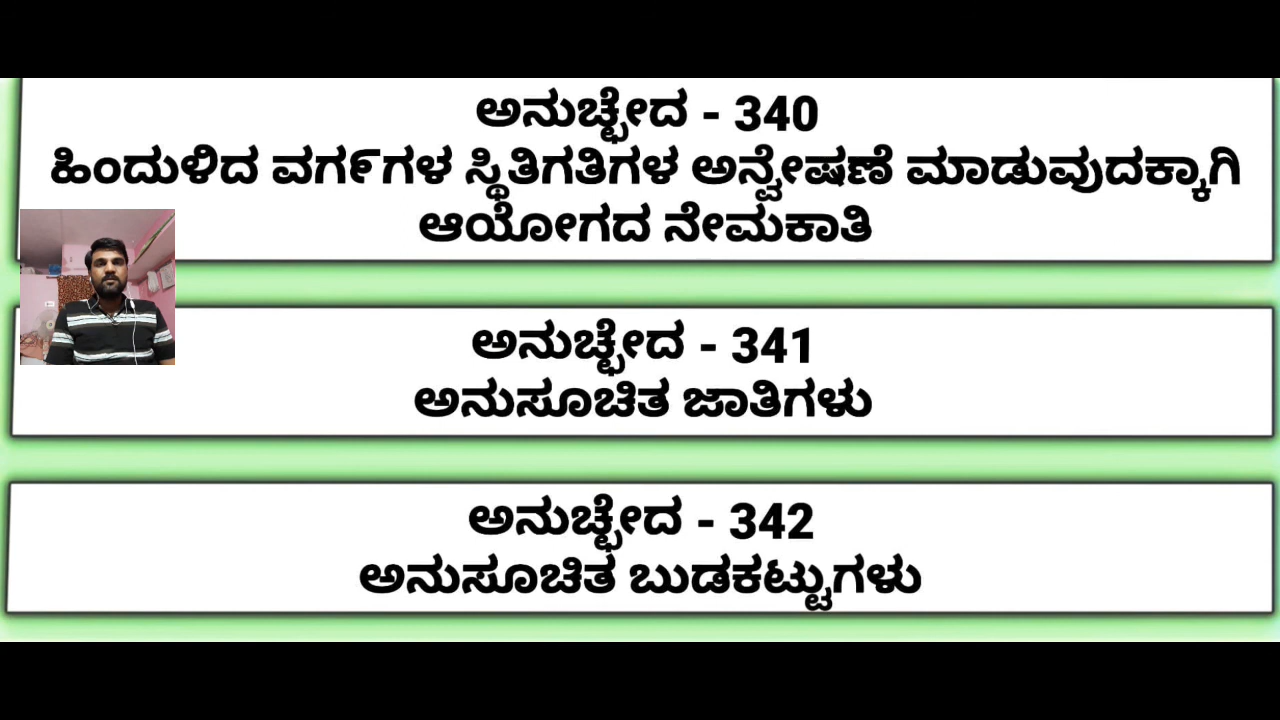 ಅನುಚ್ಛೇದ - 340
ಹಿಂದುಳಿದ ವರ್ಗಗಳ ಸ್ಥಿತಿಗತಿಗಳ ಅನ್ವೇಷಣೆ ಮಾಡುವುದಕ್ಕಾಗಿ
ಆಯೋಗದ ನೇಮಕಾತಿ
ಅನುಚ್ಛೇದ - 341
ಅನುಸೂಚಿತ ಜಾತಿಗಳು
ಅನುಚ್ಛೇದ - 342
ಅನುಸೂಚಿತ ಬುಡಕಟ್ಟುಗಳು